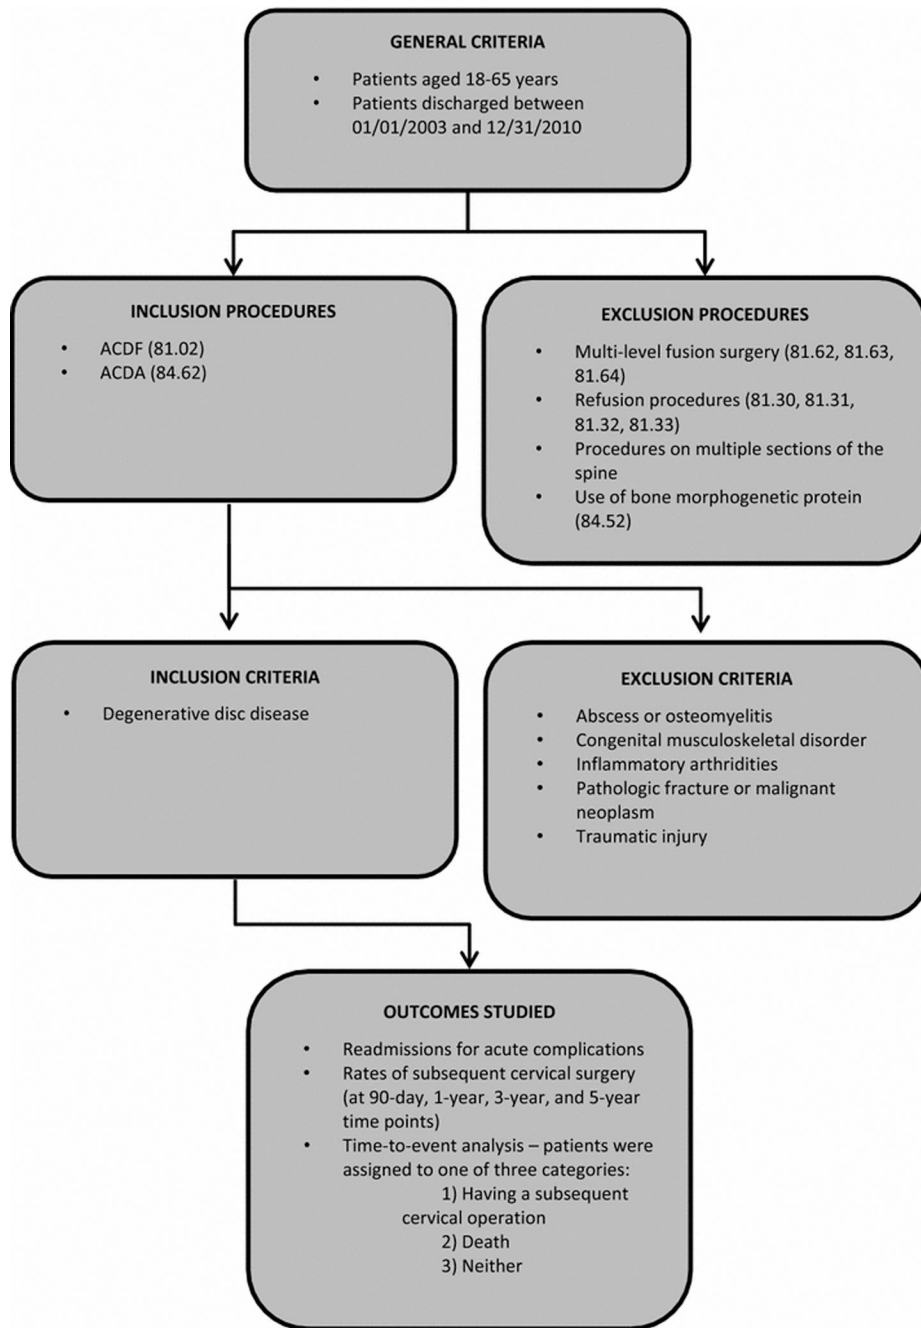 GENERAL CRITERIA
• Patients aged 18-65 years
• Patients discharged between
01/01/2003 and 12/31/2010
INCLUSION PROCEDURES
• ACDF (81.02)
• ACDA (84.62)
EXCLUSION PROCEDURES
• Multi-level fusion surgery (81.62, 81.63,
81.64)
• Refusion procedures (81.30, 81.31,
81.32, 81.33)
• Procedures on multiple sections of the
spine
• Use of bone morphogenetic protein
(84.52)
INCLUSION CRITERIA
• Degenerative disc disease
EXCLUSION CRITERIA
• Abscess or osteomyelitis
• Congenital musculoskeletal disorder
• Inflammatory arthridities
• Pathologic fracture or malignant
neoplasm
• Traumatic injury
OUTCOMES STUDIED
• Readmissions for acute complications
• Rates of subsequent cervical surgery
(at 90-day, 1-year, 3-year, and 5-year
time points)
• Time-to-event analysis – patients were
assigned to one of three categories:
1) Having a subsequent
cervical operation
2) Death
3) Neither